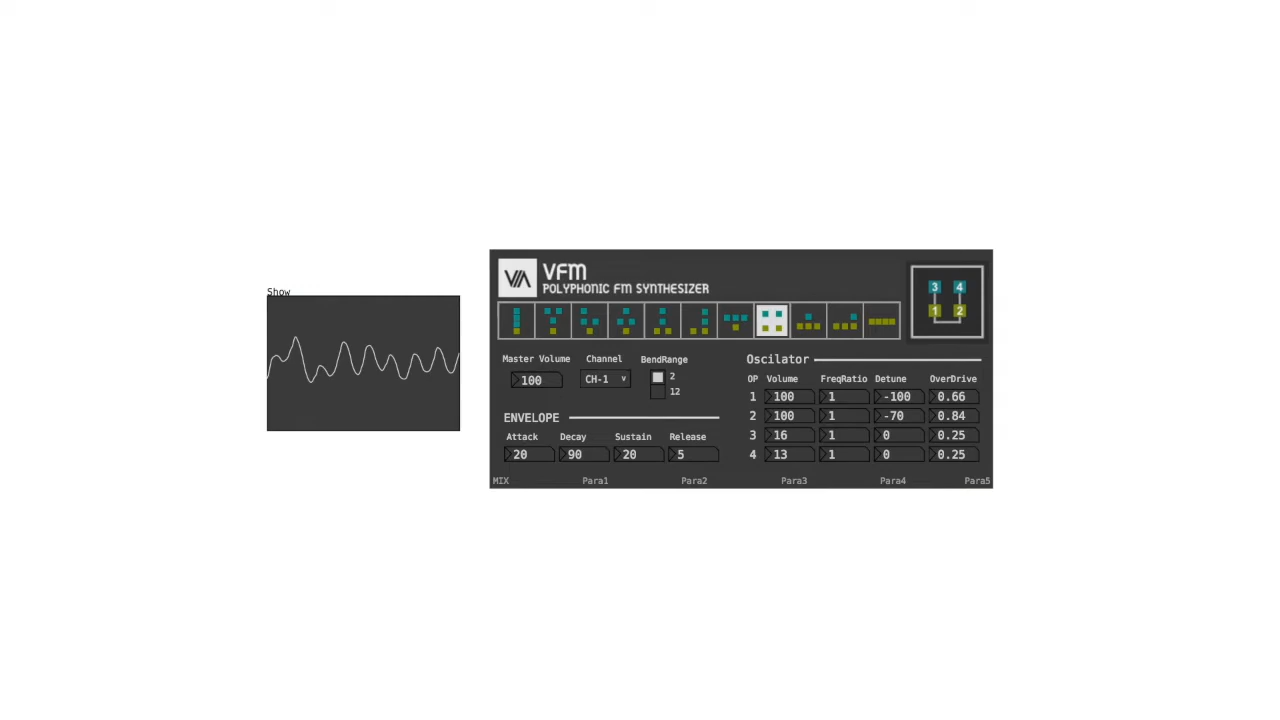 Show
VFM
POLYPHONIC FM SYNTHESIZER
3 4
1 2
Master Volume Channel BendRange
100 CH-1 v 2
12
ENVELOPE
Attack Decay Sustain Release
20 90 20 5
Oscilator
OP Volume FreqRatio Detune OverDrive
1 100 1 -100 0.66
2 100 1 -70 0.84
3 16 1 0 0.25
4 13 1 0 0.25
MIX Para1 Para2 Para3 Para4 Para5